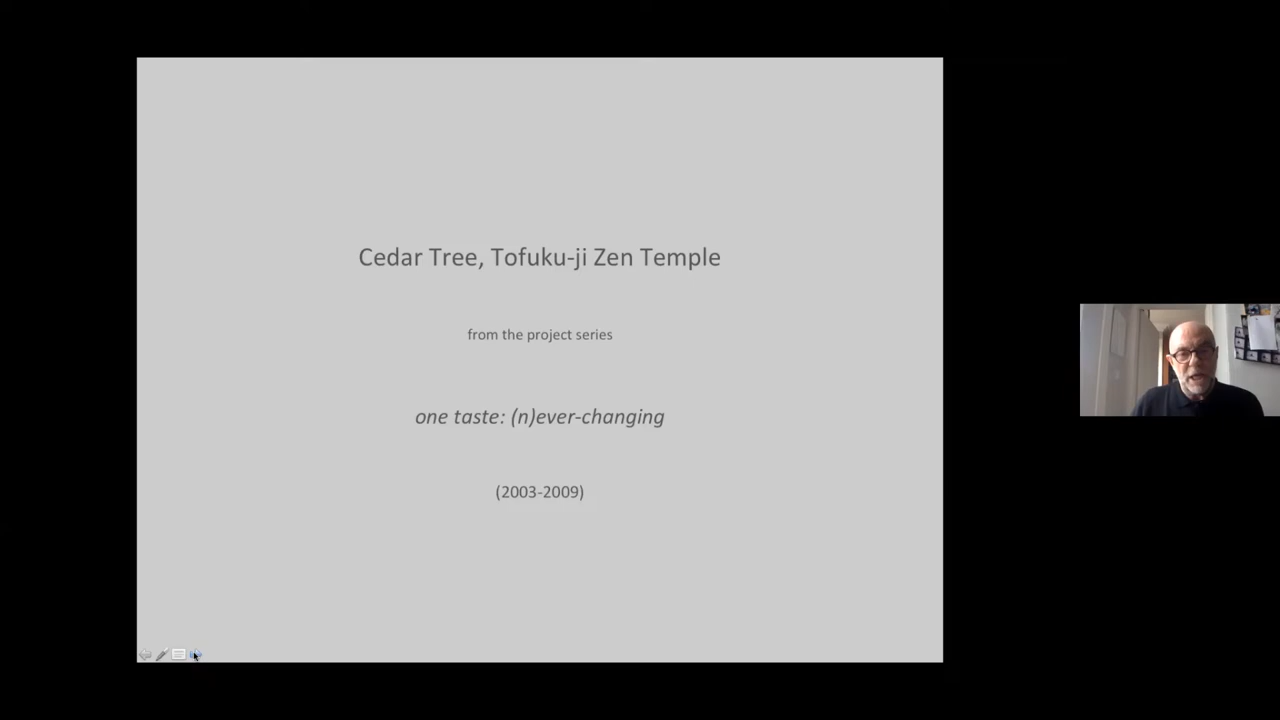 Cedar Tree, Tofuku-ji Zen Temple
from the project series
one taste: (n)ever-changing
(2003-2009)